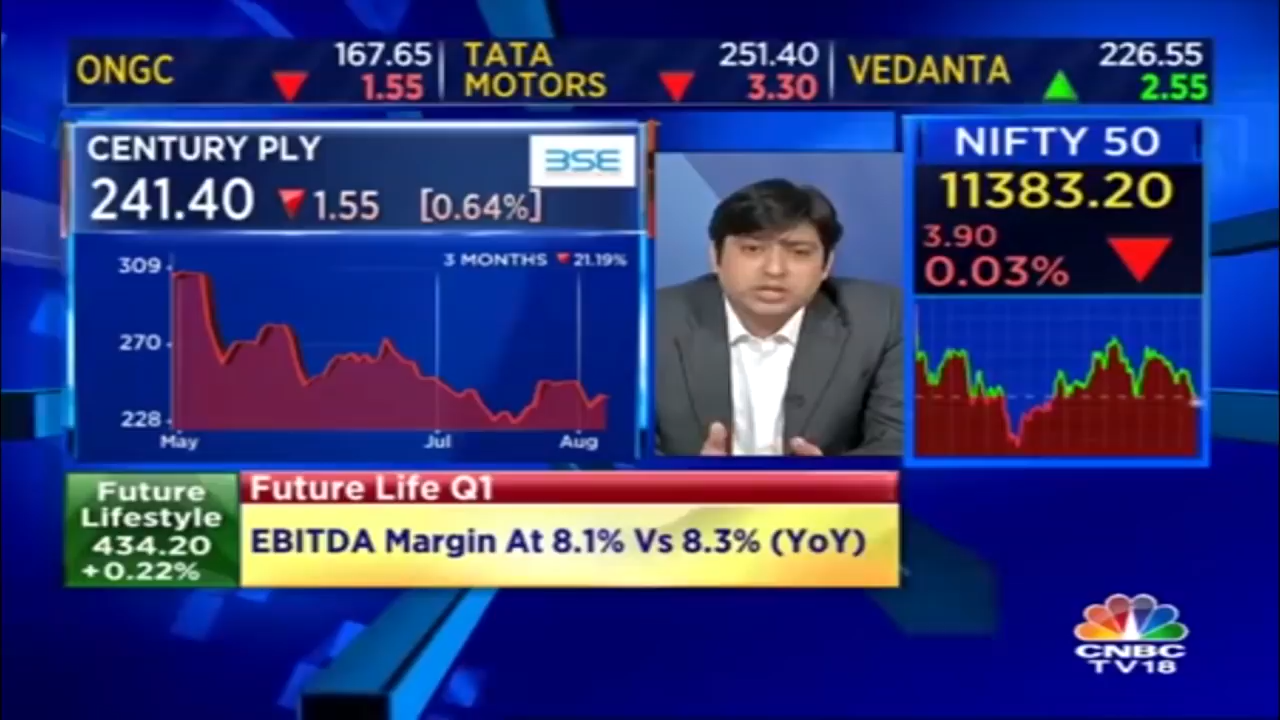 ONGC 167.65 1.55
TATA MOTORS 251.40 3.30
VEDANTA 226.55 2.55
CENTURY PLY
BSE
241.40 1.55 [0.64%]
3 MONTHS 21.19%
309
270
228
May Jul Aug
NIFTY 50
11383.20
3.90
0.03%
Future
Lifestyle
434.20
+0.22%
Future Life Q1
EBITDA Margin At 8.1% Vs 8.3% (YoY)
CNBC
TV18